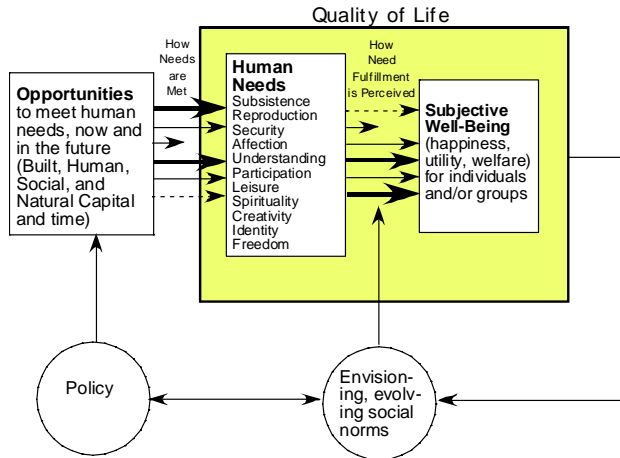 Quality of Life
How
Needs
are
Met
Opportunities
to meet human
needs, now and
in the future
(Built, Human,
Social, and
Natural Capital
and time)
Human
Needs
Subsistence
Reproduction
Security
Affection
Understanding
Participation
Leisure
Spirituality
Creativity
Identity
Freedom
How
Need
Fulfillment
is Perceived
Subjective
Well-Being
(happiness,
utility, welfare)
for individuals
and/or groups
Policy
Envision-
ing, evolv-
ing social
norms